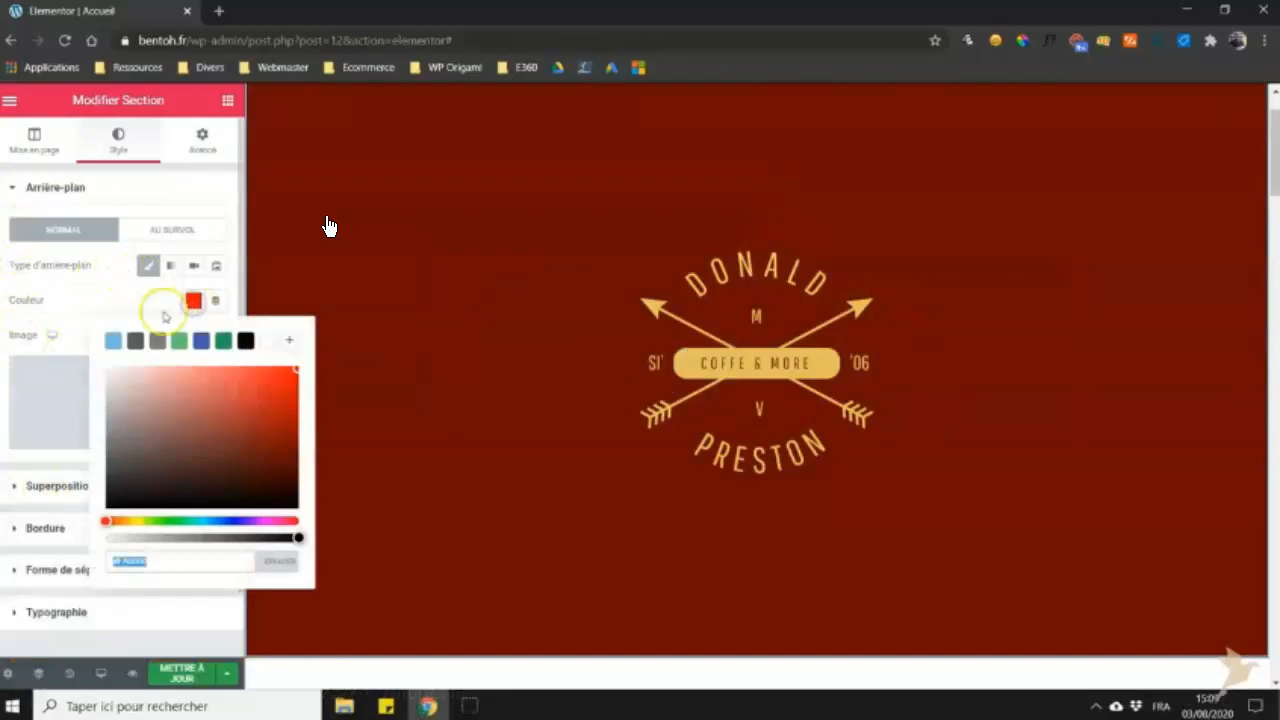 Elementor | Accueil
bentoh.fr/wp-admin/post.php?post=12&action=elementor#
Applications Ressources Divers Webmaster Ecommerce WP Origami E360
Modifier Section
Mise en page Style Avancé
Arrière-plan
NORMAL AU SURVOL
Type d'arrière-plan
Couleur
Image
Superpositio
Bordure
Forme de sép
Typographie
METTRE À
JOUR
DONALD
M
SI' COFFE & MORE '06
V
PRESTON
Taper ici pour rechercher
FRA
15:09
03/08/2020